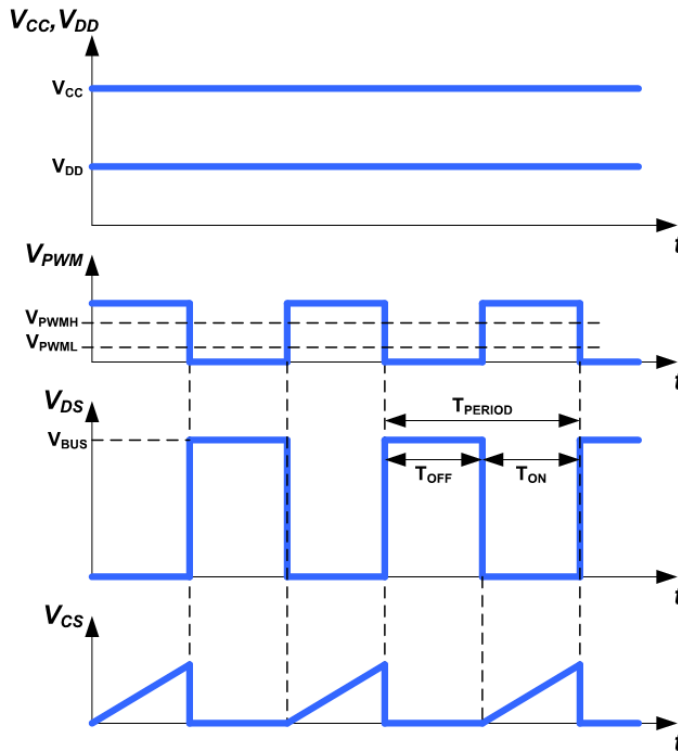 VCC, VDD
VCC
VDD
t
VPWM
VPWMH
VPWML
t
VDS
TPERIOD
VBUS
TOFF
TON
t
VCS
t